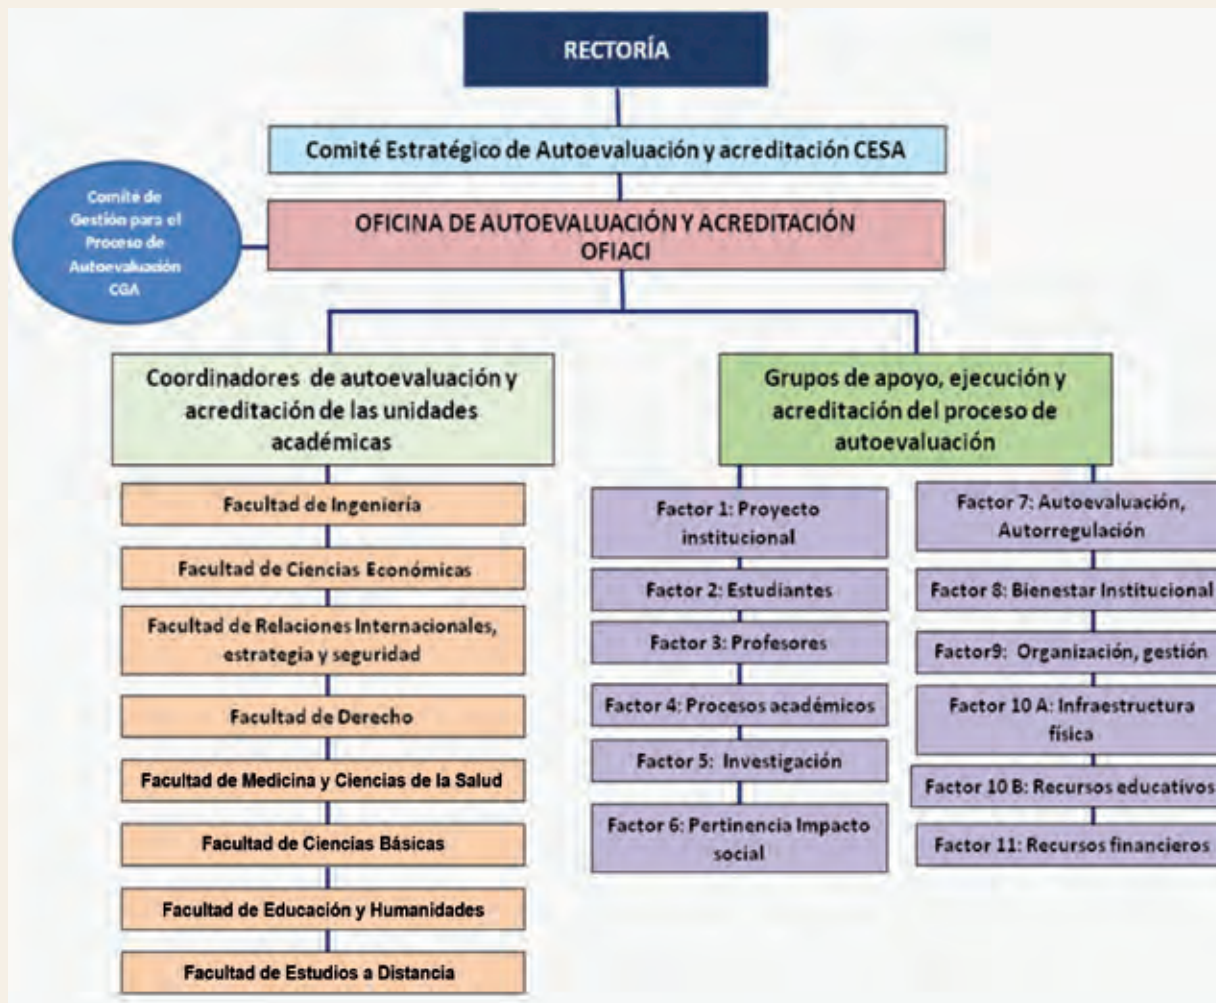 RECTORÍA
Comité Estratégico de Autoevaluación y acreditación CESA
Comité de
Gestión para el
Proceso de
Autoevaluación
CGA
OFICINA DE AUTOEVALUACIÓN Y ACREDITACIÓN
OFIACI
Coordinadores de autoevaluación y
acreditación de las unidades
académicas
Facultad de Ingeniería
Facultad de Ciencias Económicas
Facultad de Relaciones Internacionales,
estrategia y seguridad
Facultad de Derecho
Facultad de Medicina y Ciencias de la Salud
Facultad de Ciencias Básicas
Facultad de Educación y Humanidades
Facultad de Estudios a Distancia
Grupos de apoyo, ejecución y
acreditación del proceso de
autoevaluación
Factor 1: Proyecto
institucional
Factor 2: Estudiantes
Factor 3: Profesores
Factor 4: Procesos académicos
Factor 5: Investigación
Factor 6: Pertinencia Impacto
social
Factor 7: Autoevaluación,
Autorregulación
Factor 8: Bienestar Institucional
Factor9: Organización, gestión
Factor 10 A: Infraestructura
física
Factor 10 B: Recursos educativos
Factor 11: Recursos financieros